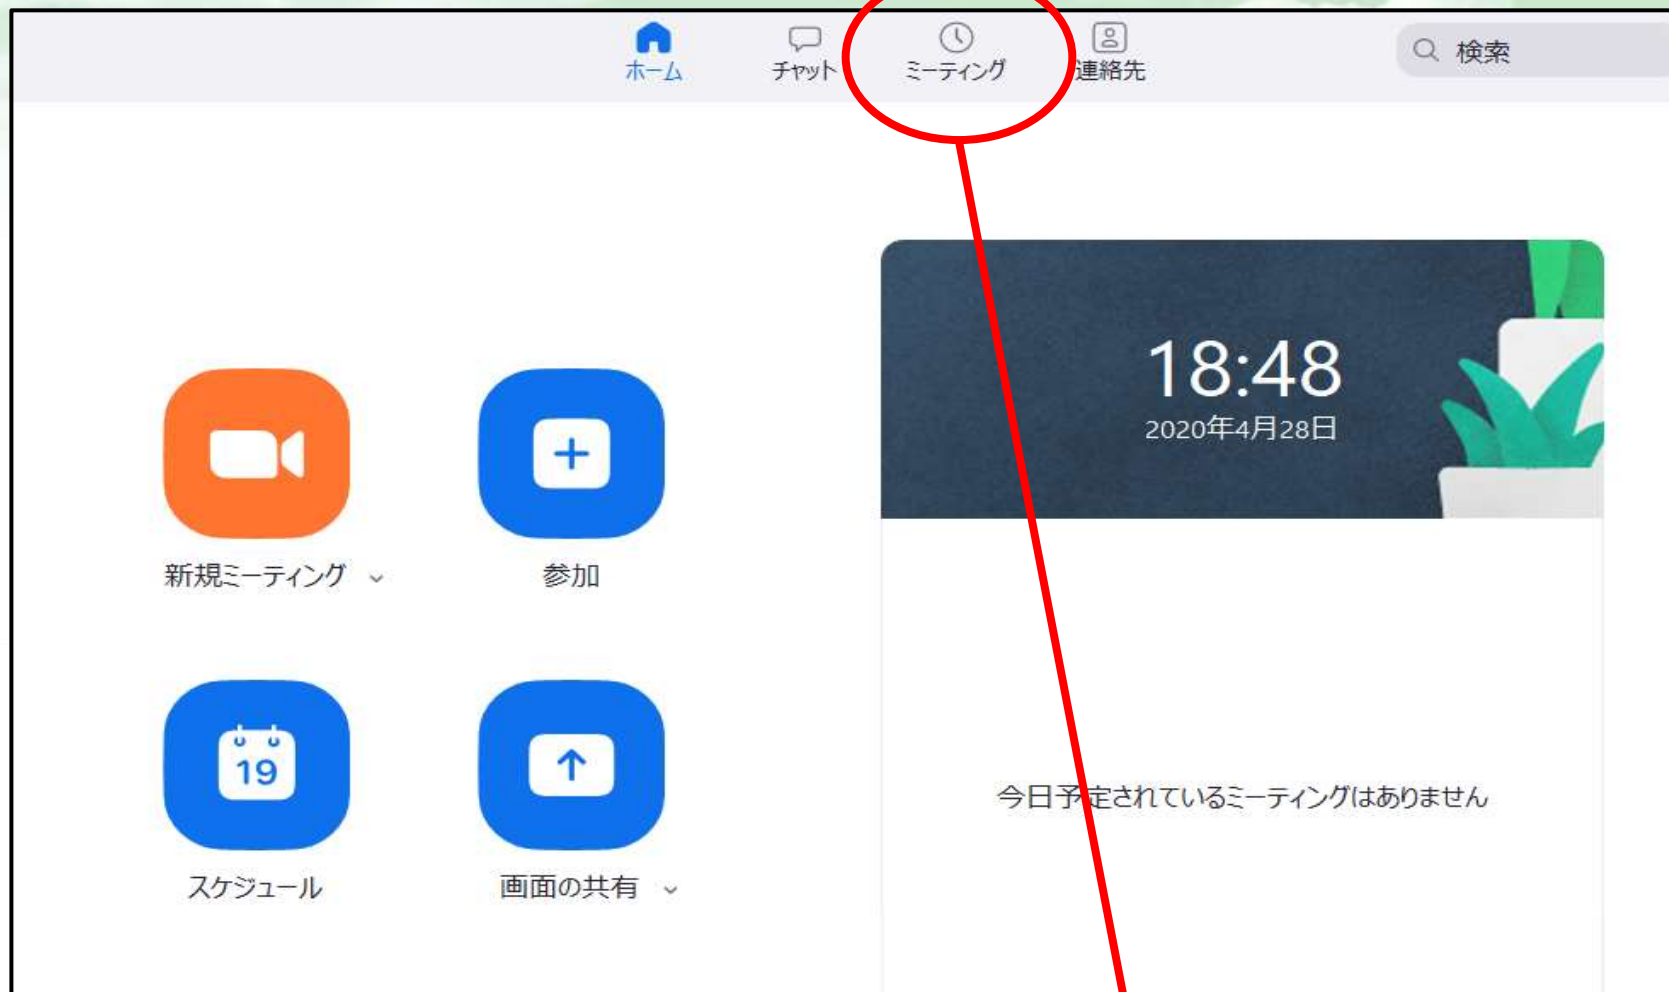 ホーム
チャット
ミーティング
連絡先
検索
18:48
2020年4月28日
新規ミーティング
参加
19
スケジュール
画面の共有
今日予定されているミーティングはありません